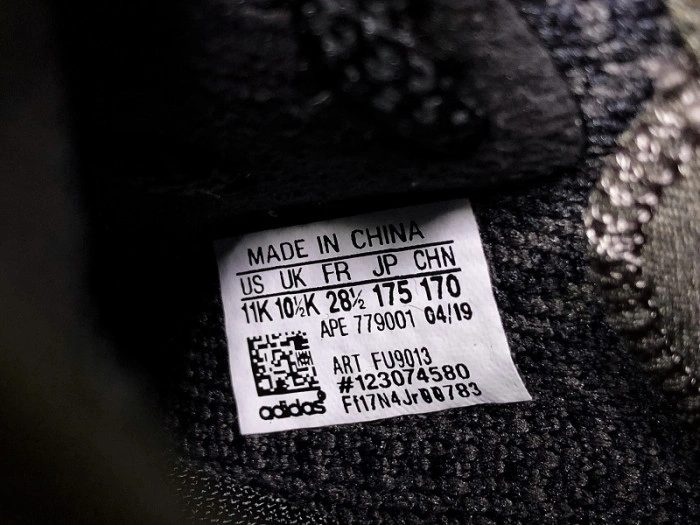 MADE IN CHINA
US UK FR JP CHN
11K 10½K 28½ 175 170
APE 779001 04/19
ART FU9013
#123074580
Ff17N4Jr00783
adidas